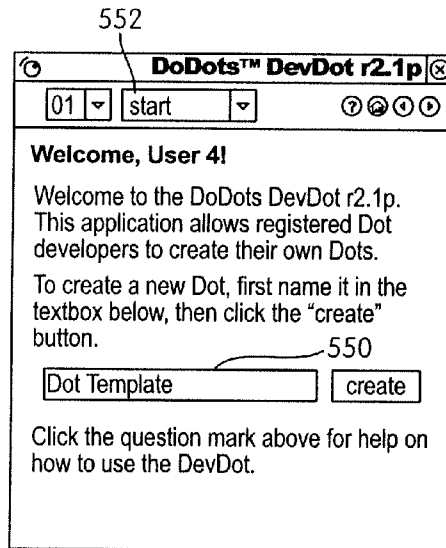 552
DoDots™ DevDot r2.1p
01 start ?
Welcome, User 4!
Welcome to the DoDots DevDot r2.1p.
This application allows registered Dot
developers to create their own Dots.
To create a new Dot, first name it in the
textbox below, then click the “create”
button.
550
Dot Template create
Click the question mark above for help on
how to use the DevDot.